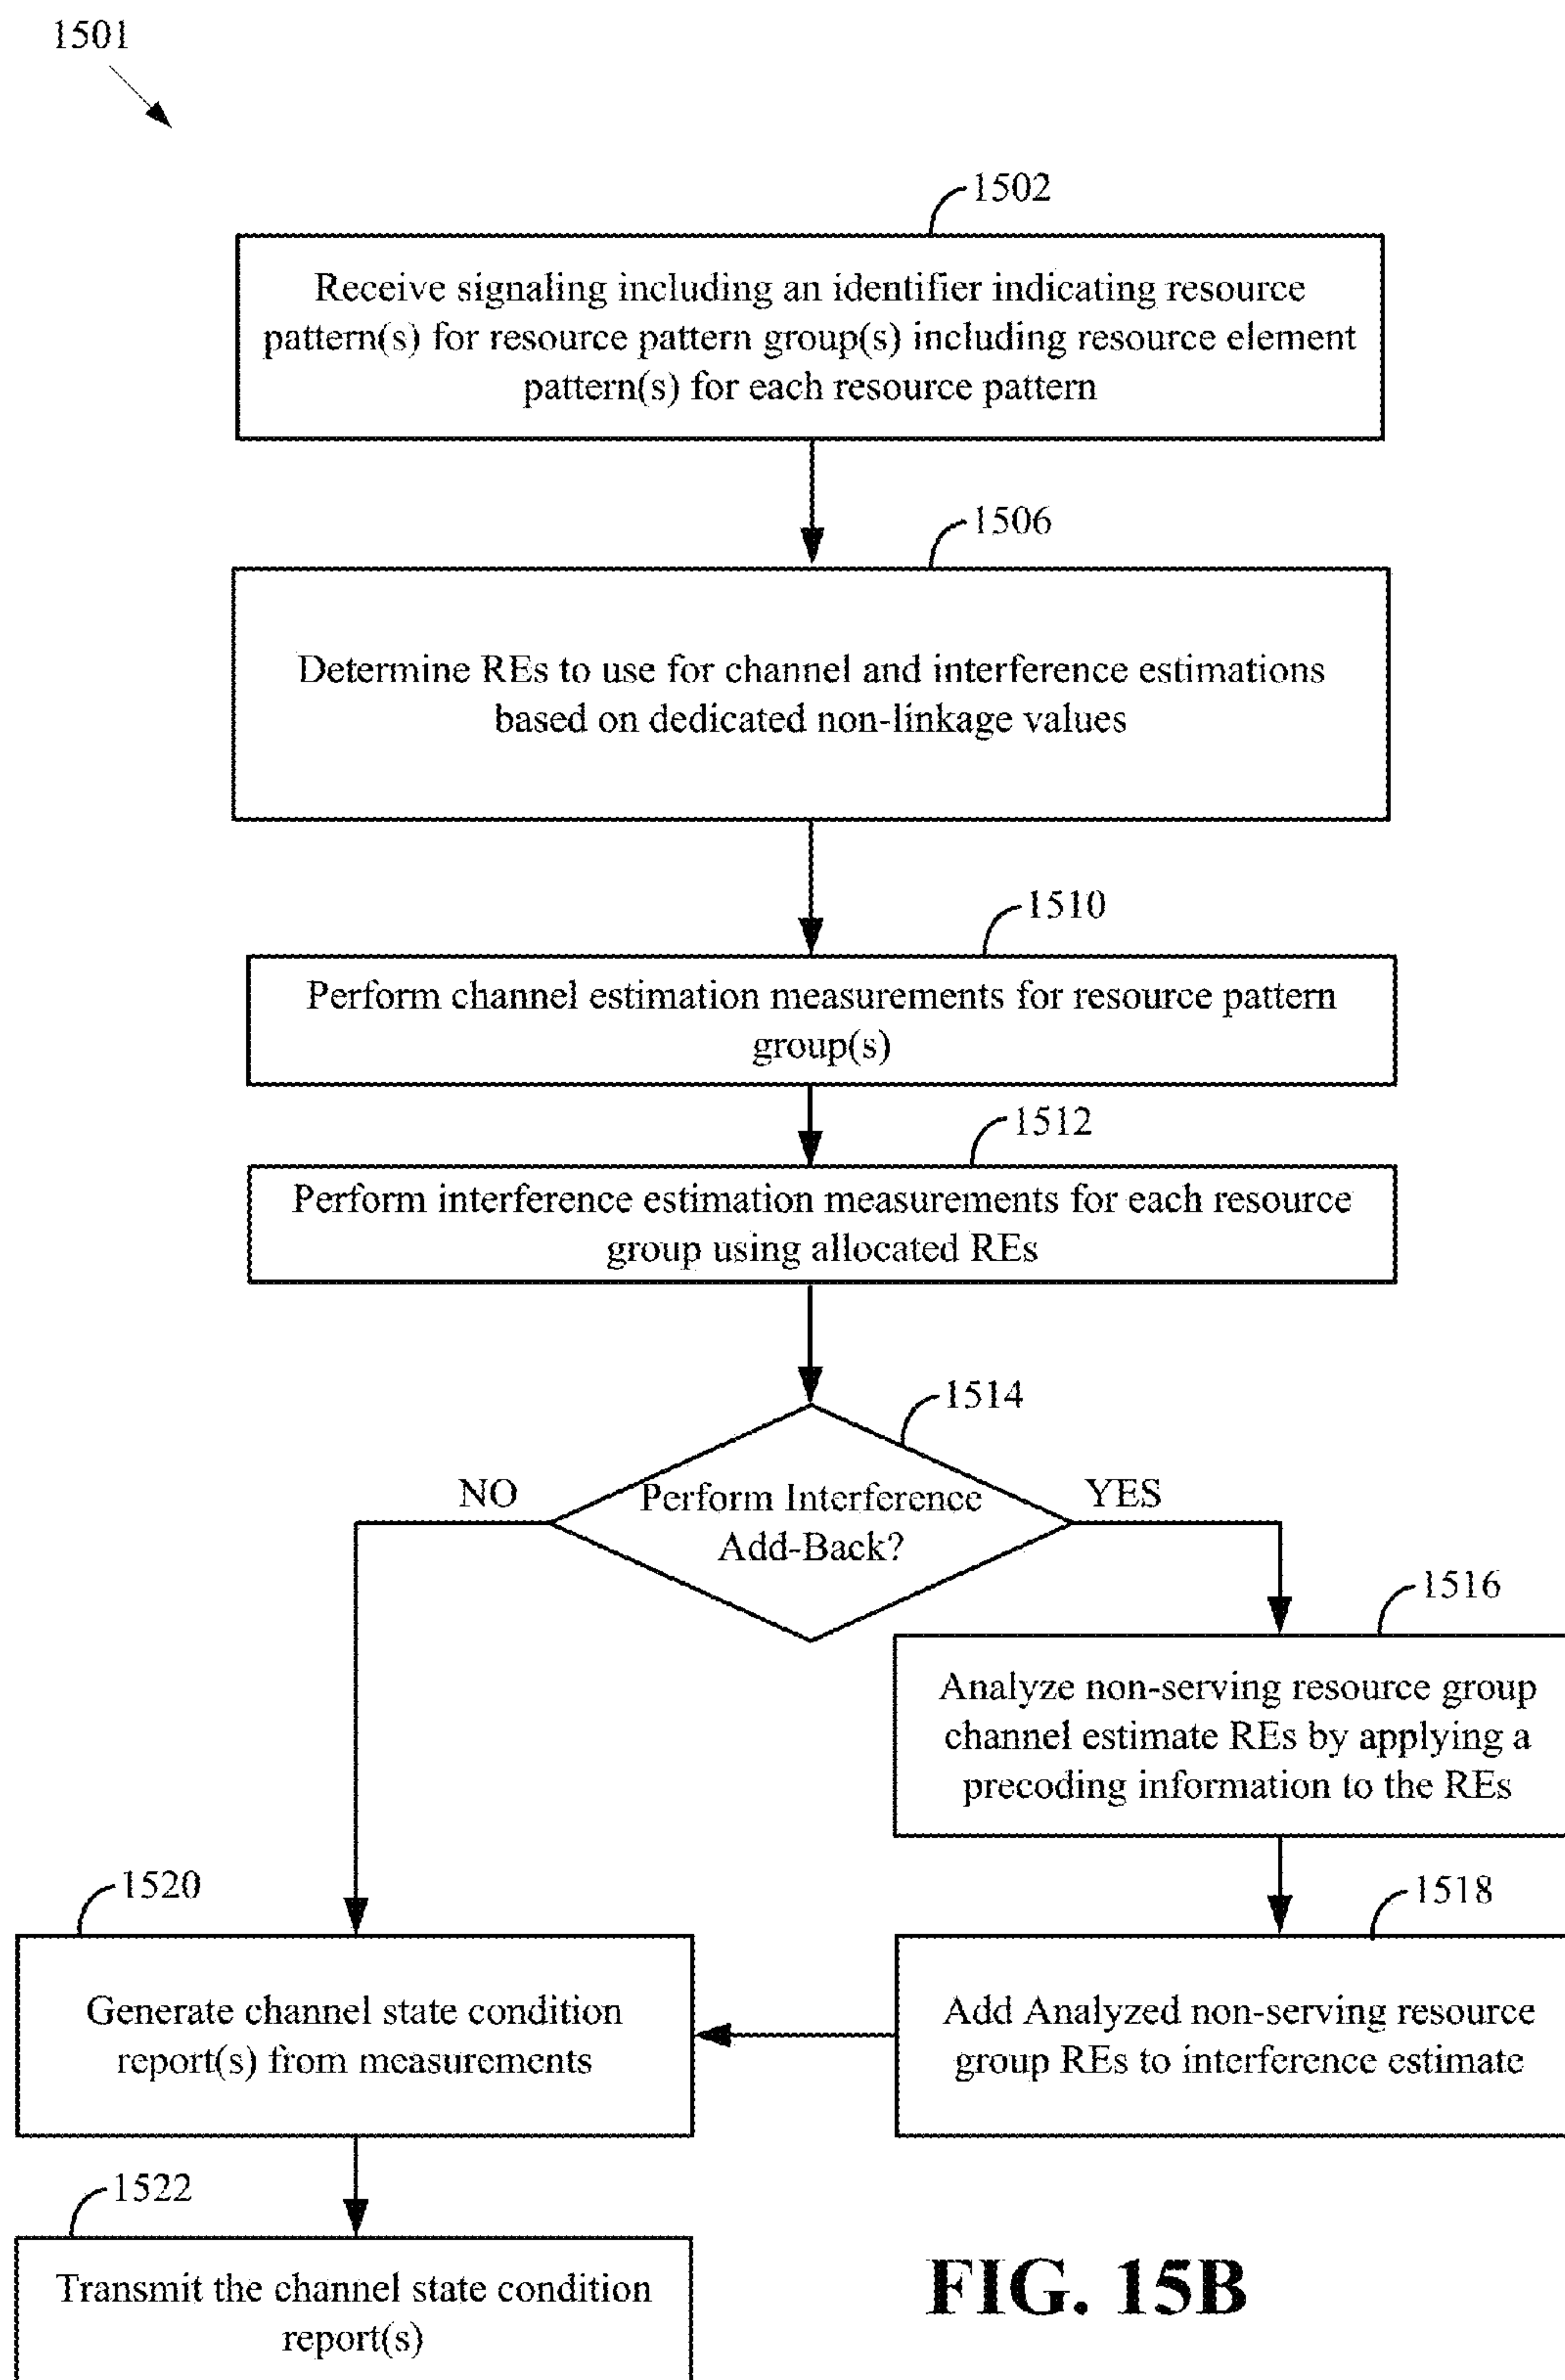 1501
1502
Receive signaling including an identifier indicating resource
pattern(s) for resource pattern group(s) including resource element
pattern(s) for each resource pattern
1506
Determine REs to use for channel and interference estimations
based on dedicated non-linkage values
1510
Perform channel estimation measurements for resource pattern
group(s)
1512
Perform interference estimation measurements for each resource
group using allocated REs
1514
NO
Perform Interference
Add-Back?
YES
1516
Analyze non-serving resource group
channel estimate REs by applying a
precoding information to the REs
1520
Generate channel state condition
report(s) from measurements
1518
Add Analyzed non-serving resource
group REs to interference estimate
1522
Transmit the channel state condition
report(s)
FIG. 15B